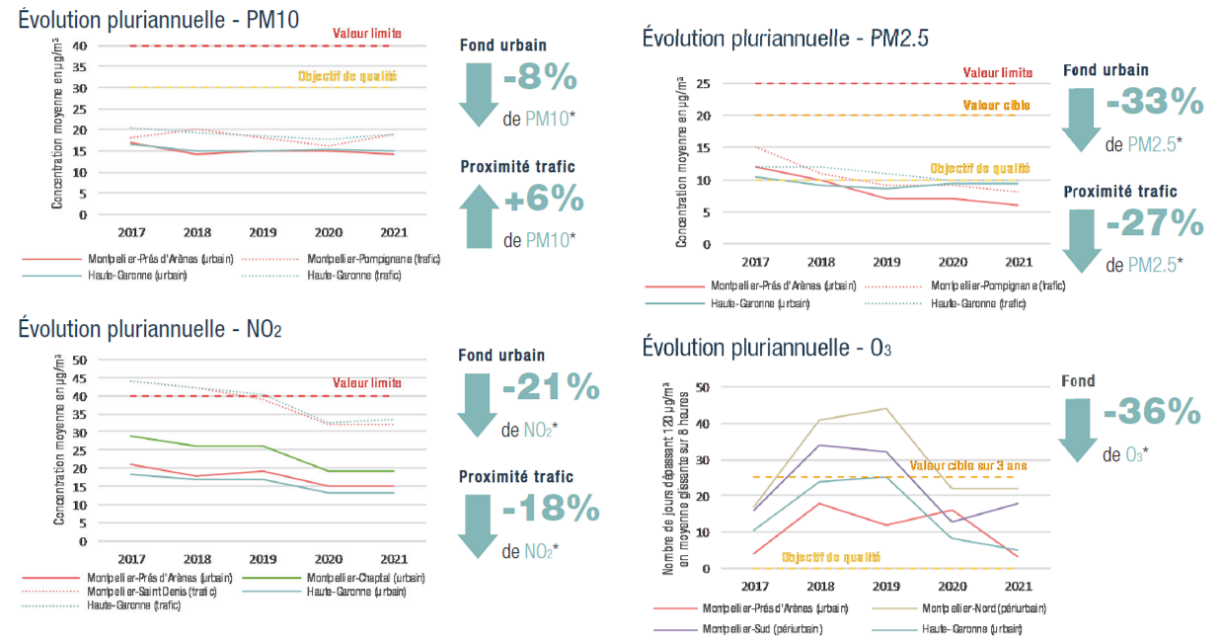 Évolution pluriannuelle - PM10
Concentration moyenne en µg/m³
40
35
30
25
20
15
10
5
0
Valeur limite
Objectif de qualité
2017 2018 2019 2020 2021
Montpellier-Prés d'Arènes (urbain)
Montpellier-Pompignane (trafic)
Haute-Garonne (urbain)
Haute-Garonne (trafic)
Fond urbain
-8%
de PM10*
Proximité trafic
+6%
de PM10*
Évolution pluriannuelle - PM2.5
Concentration moyenne en µg/m³
25
20
15
10
5
0
Valeur limite
Valeur cible
Objectif de qualité
2017 2018 2019 2020 2021
Montpellier-Prés d'Arènes (urbain)
Montpellier-Pompignane (trafic)
Haute-Garonne (urbain)
Haute-Garonne (trafic)
Fond urbain
-33%
de PM2.5*
Proximité trafic
-27%
de PM2.5*
Évolution pluriannuelle - NO2
Concentration moyenne en µg/m³
50
45
40
35
30
25
20
15
10
5
0
Valeur limite
2017 2018 2019 2020 2021
Montpellier-Prés d'Arènes (urbain)
Montpellier-Chaptal (urbain)
Montpellier-Saint Denis (trafic)
Haute-Garonne (urbain)
Haute-Garonne (trafic)
Fond urbain
-21%
de NO2*
Proximité trafic
-18%
de NO2*
Évolution pluriannuelle - O3
Nombre de jours dépassant 120 µg/m³
en moyenne glissante sur 8 heures
50
40
30
20
10
0
Valeur cible sur 3 ans
Objectif de qualité
2017 2018 2019 2020 2021
Montpellier-Prés d'Arènes (urbain)
Montpellier-Nord (périurbain)
Montpellier-Sud (périurbain)
Haute-Garonne (urbain)
Fond
-36%
de O3*